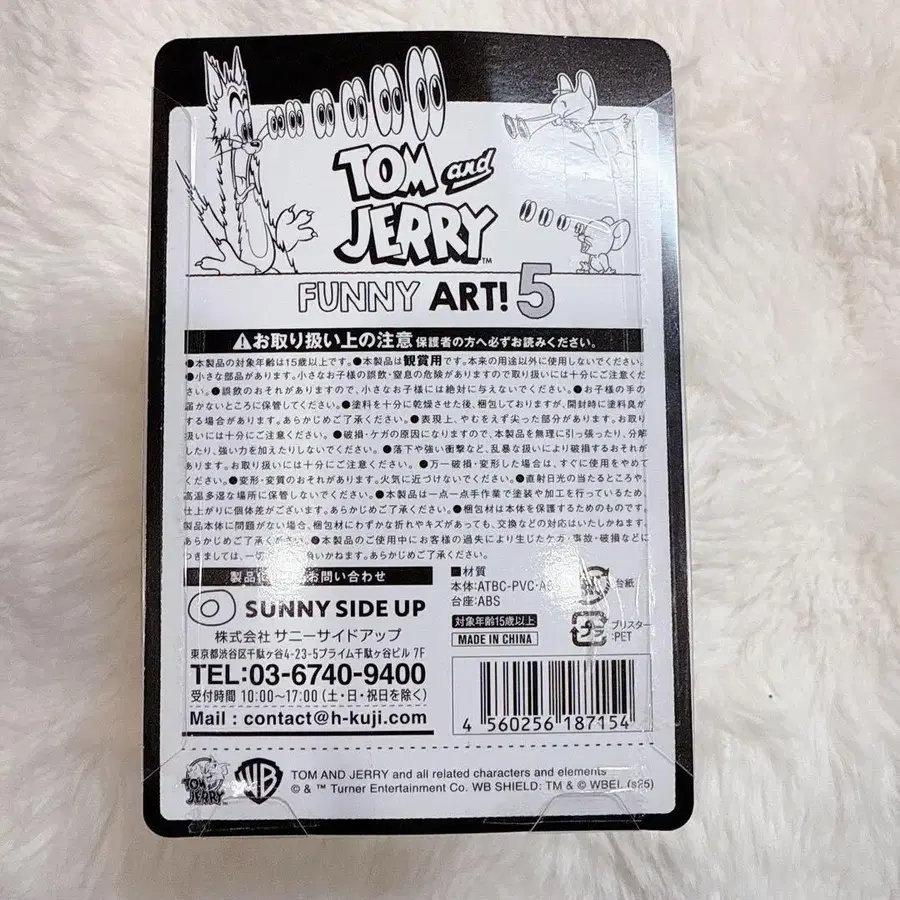 TOM and
JERRY™
FUNNY ART! 5
お取り扱い上の注意 保護者の方へ必ずお読みください。
●本製品の対象年齢は15歳以上です。●本製品は観賞用です。本来の用途以外に使用しないでください。
●小さな部品があります。小さなお子様の誤飲・窒息の危険がありますので取り扱いには十分にご注意くだ
さい。●誤飲のおそれがありますので、小さなお子様には絶対に与えないでください。●お子様の手の
届かないところに保管してください。●塗料を十分に乾燥させた後、梱包しておりますが、開封時に塗料臭が
する場合があります。あらかじめご了承ください。●表現上、やむをえず尖った部分があります。お取り
扱いには十分にご注意ください。●破損・ケガの原因になりますので、本製品を無理に引っ張ったり、分解
したり、強い力を加えたりしないでください。●落下や強い衝撃など、乱暴な扱いにより破損するおそれ
があります。お取り扱いには十分にご注意ください。●万一破損・変形した場合は、すぐに使用をやめて
ください。●変形・変質のおそれがあります。火気に近づけないでください。●直射日光の当たるところや
高温多湿な場所に保管しないでください。●本製品は一点一点手作業で塗装や加工を行っているため、
仕上がりに個体差がございます。あらかじめご了承ください。●梱包材は本体を保護するためのものです。
製品本体に問題がない場合、梱包材にわずかな折れやキズがあっても、交換などの対応はいたしかねます。
あらかじめご了承ください。●本製品のご使用中にお客様の過失により生じたケガ・事故・破損などに
つきましては、一切 負いかねます。あらかじめご了承ください。
製品 お問い合わせ
SUNNY SIDE UP
株式会社 サニーサイドアップ
東京都渋谷区千駄ヶ谷4-23-5プライム千駄ヶ谷ビル 7F
TEL:03-6740-9400
受付時間 10:00〜17:00（土・日・祝日を除く）
Mail : contact@h-kuji.com
■材質
本体:ATBC-PVC
台座:ABS
対象年齢15歳以上
MADE IN CHINA
台紙
プラ
ブリスター
:PET
4 560256 187154
TOM and
JERRY
WB
TOM AND JERRY and all related characters and elements
© & ™ Turner Entertainment Co. WB SHIELD: TM & © WBEI. (s25)